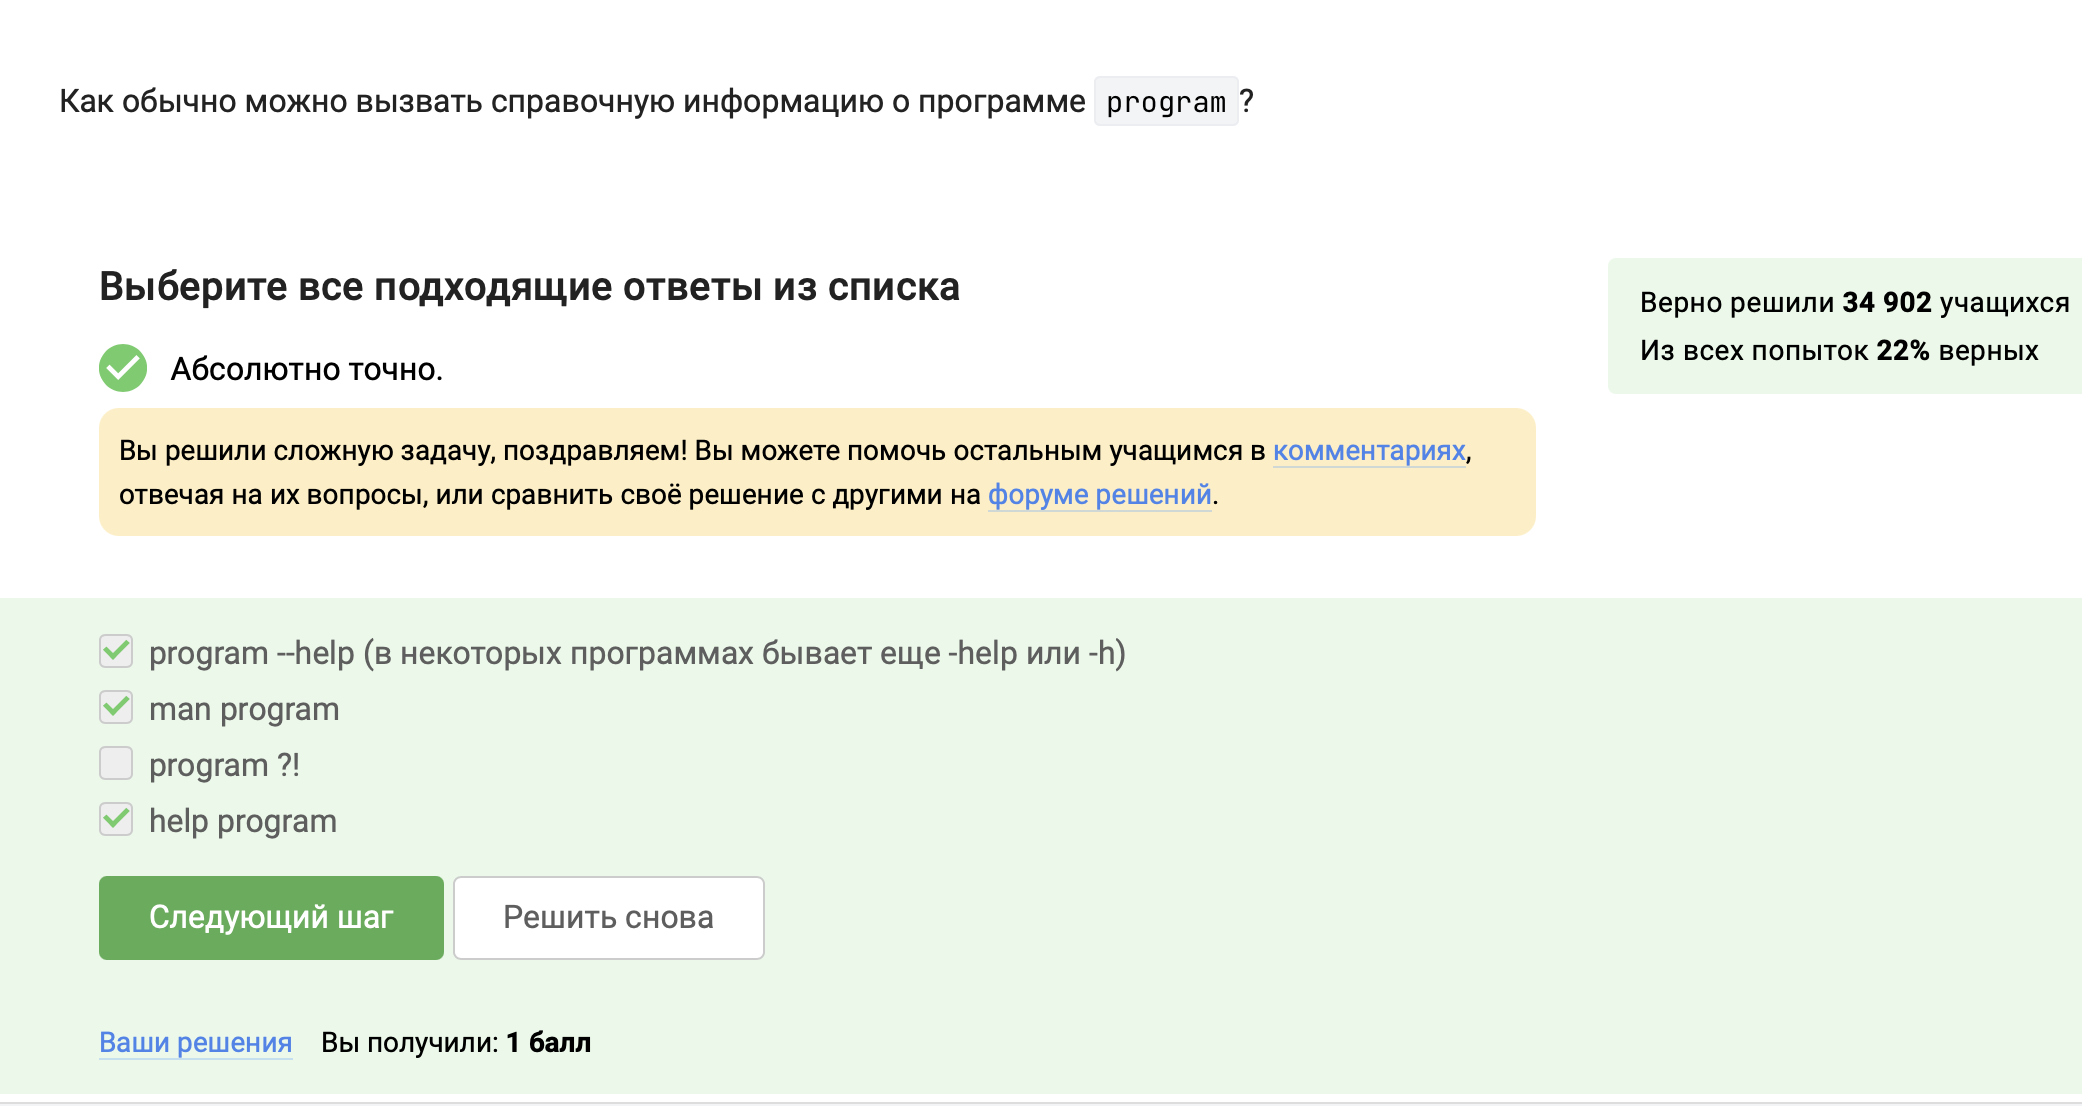 Как обычно можно вызвать справочную информацию о программе program?
Выберите все подходящие ответы из списка
Верно решили 34 902 учащихся
Из всех попыток 22% верных
Абсолютно точно.
Вы решили сложную задачу, поздравляем! Вы можете помочь остальным учащимся в комментариях,
отвечая на их вопросы, или сравнить своё решение с другими на форуме решений.
program --help (в некоторых программах бывает еще -help или -h)
man program
program ?!
help program
Следующий шаг
Решить снова
Ваши решения Вы получили: 1 балл